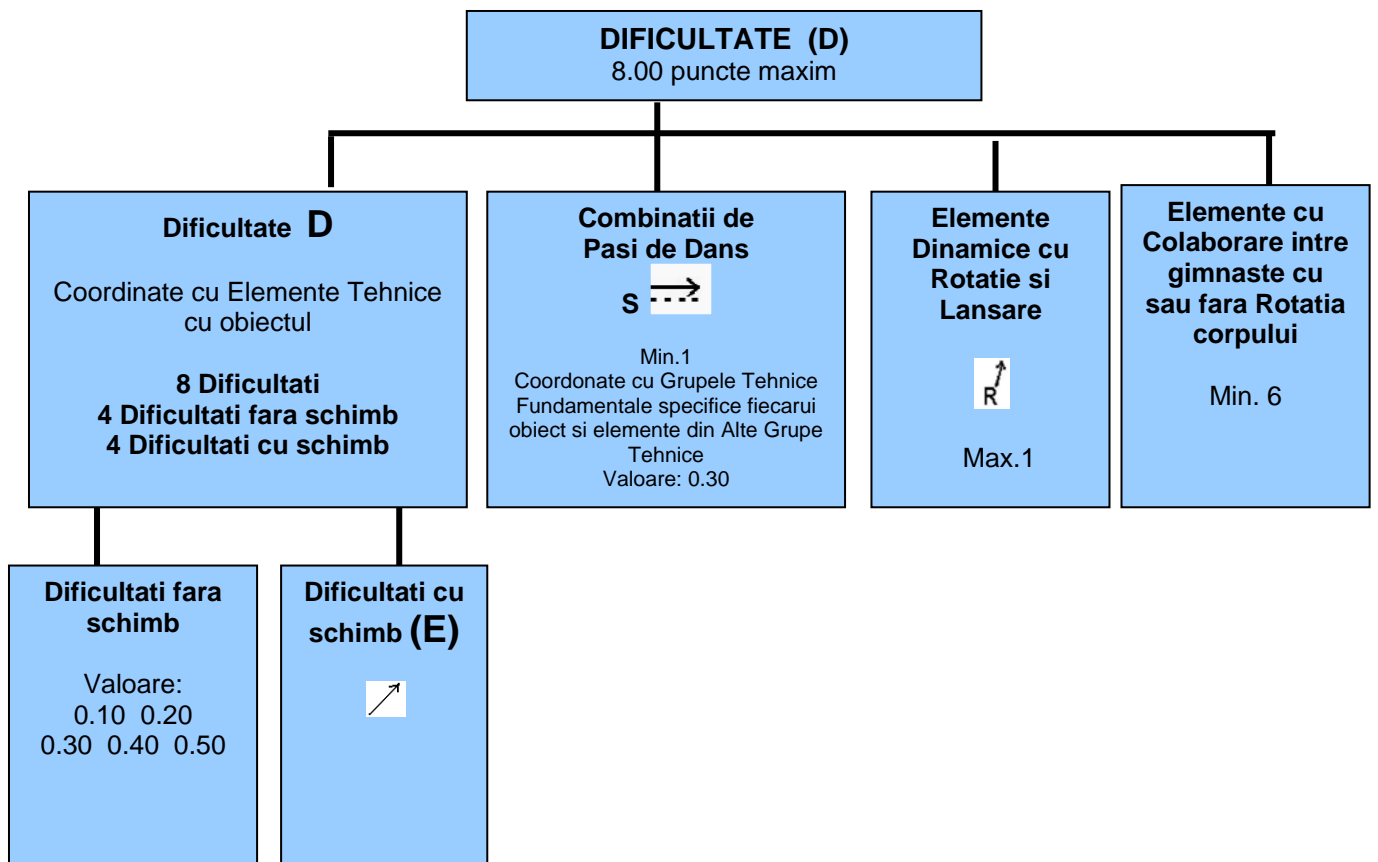 DIFICULTATE (D)
8.00 puncte maxim
Dificultate D
Coordinate cu Elemente Tehnice
cu obiectul
8 Dificultati
4 Dificultati fara schimb
4 Dificultati cu schimb
Combinatii de
Pasi de Dans
S
Min.1
Coordonate cu Grupele Tehnice
Fundamentale specifice fiecarui
obiect si elemente din Alte Grupe
Tehnice
Valoare: 0.30
Elemente
Dinamice cu
Rotatie si
Lansare
R
Max.1
Elemente cu
Colaborare intre
gimnaste cu
sau fara Rotatia
corpului
Min. 6
Dificultati fara
schimb
Valoare:
0.10 0.20
0.30 0.40 0.50
Dificultati cu
schimb (E)